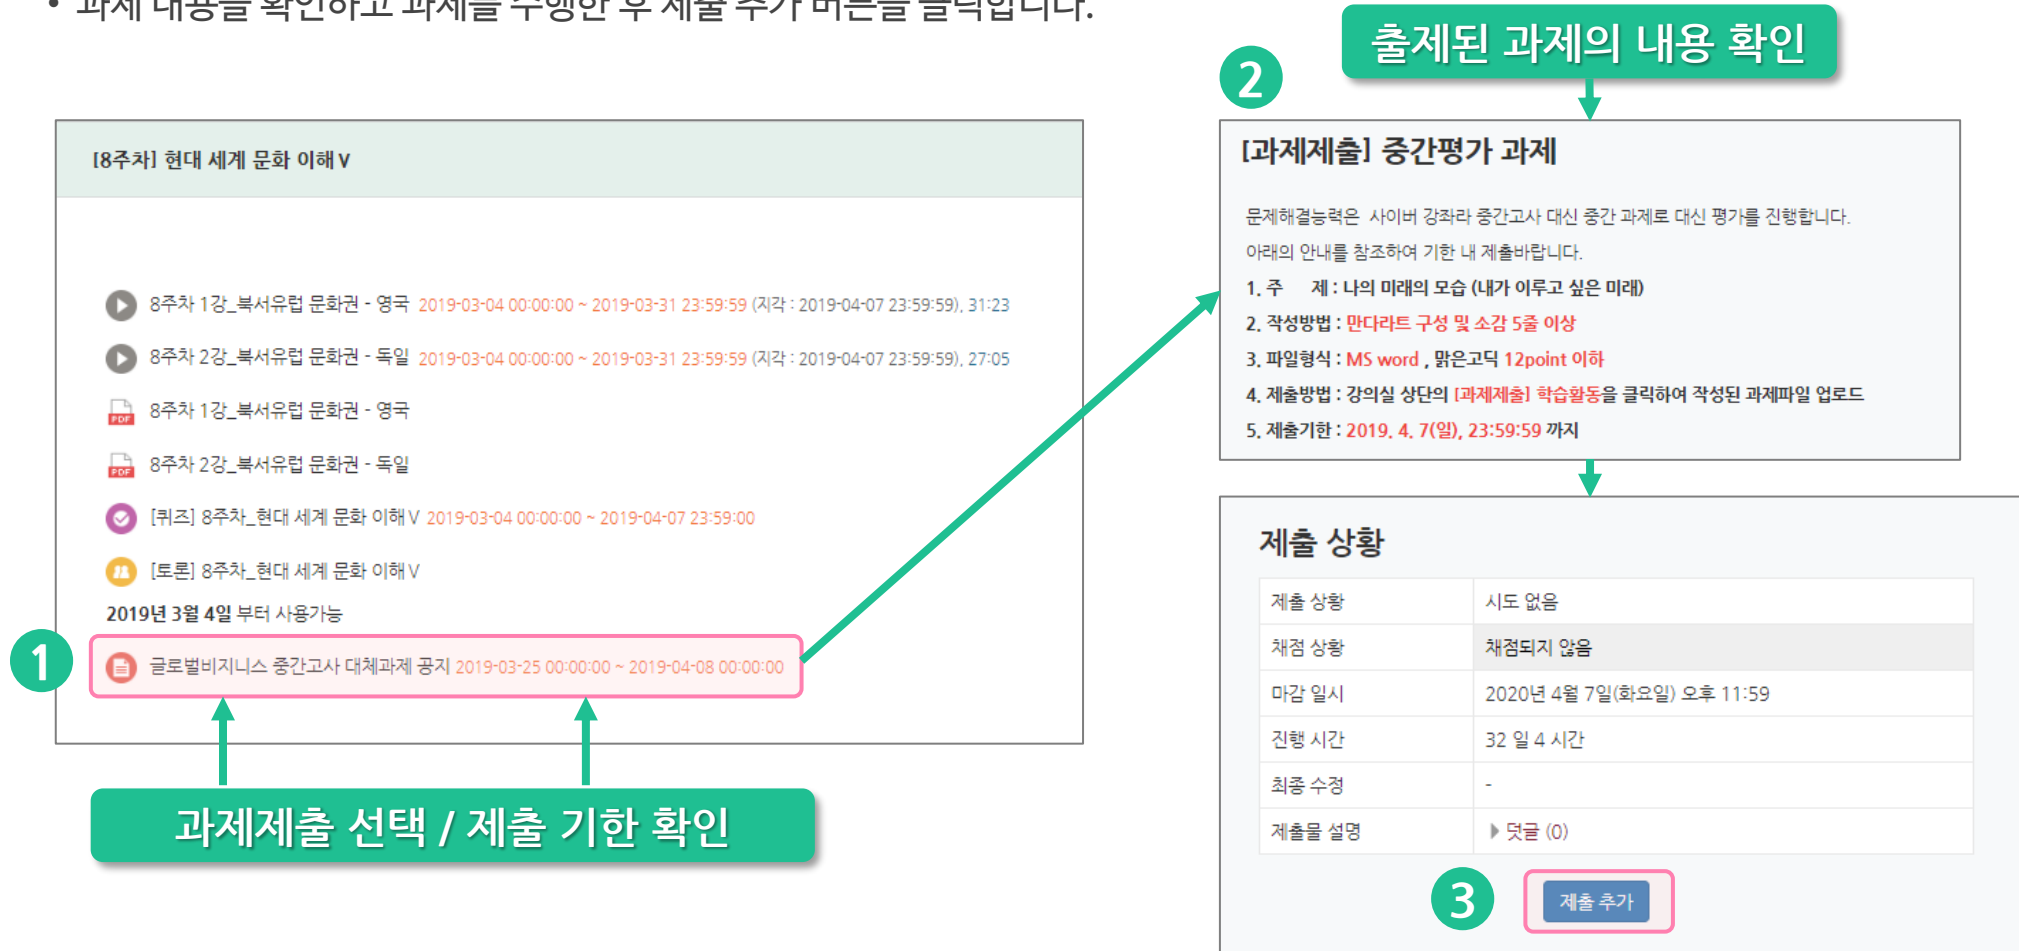 • 과제 내용을 확인하고 과제를 수행한 후 제출 추가 버튼을 클릭합니다.
[8주차] 현대 세계 문화 이해Ⅴ
8주차 1강_북서유럽 문화권 - 영국 2019-03-04 00:00:00 ~ 2019-03-31 23:59:59 (지각 : 2019-04-07 23:59:59), 31:23
8주차 2강_북서유럽 문화권 - 독일 2019-03-04 00:00:00 ~ 2019-03-31 23:59:59 (지각 : 2019-04-07 23:59:59), 27:05
PDF 8주차 1강_북서유럽 문화권 - 영국
PDF 8주차 2강_북서유럽 문화권 - 독일
[퀴즈] 8주차_현대 세계 문화 이해Ⅴ 2019-03-04 00:00:00 ~ 2019-04-07 23:59:00
[토론] 8주차_현대 세계 문화 이해Ⅴ
2019년 3월 4일 부터 사용가능
1
글로벌비지니스 중간고사 대체과제 공지 2019-03-25 00:00:00 ~ 2019-04-08 00:00:00
과제제출 선택 / 제출 기한 확인
출제된 과제의 내용 확인
2
[과제제출] 중간평가 과제
문제해결능력은 사이버 강좌라 중간고사 대신 중간 과제로 대신 평가를 진행합니다.
아래의 안내를 참조하여 기한 내 제출바랍니다.
1. 주 제 : 나의 미래의 모습 (내가 이루고 싶은 미래)
2. 작성방법 : 만다라트 구성 및 소감 5줄 이상
3. 파일형식 : MS word , 맑은고딕 12point 이하
4. 제출방법 : 강의실 상단의 [과제제출] 학습활동을 클릭하여 작성된 과제파일 업로드
5. 제출기한 : 2019. 4. 7(일), 23:59:59 까지
제출 상황
제출 상황 시도 없음
채점 상황 채점되지 않음
마감 일시 2020년 4월 7일(화요일) 오후 11:59
진행 시간 32 일 4 시간
최종 수정 -
제출물 설명 ▶ 덧글 (0)
3
제출 추가